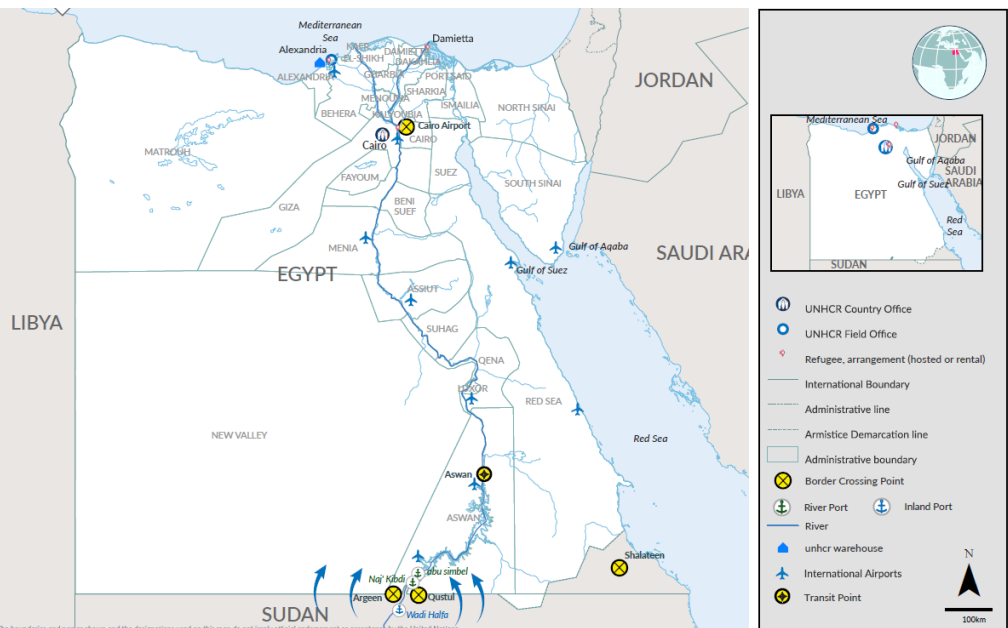 Mediterranean
Sea
Alexandria
Damietta
KAFR
EL-SHIKH
DAMIETTA
DAKAHLIA
ALEXANDRIA
GHARBIA
PORT SAID
SHARKIA
MENOUFIA
BEHERA
ISMAILIA
NORTH SINAI
KALYOUBIA
Cairo Airport
Cairo
CAIRO
JORDAN
MATROUH
FAYOUM
SUEZ
SOUTH SINAI
GIZA
BENI
SUEF
MENIA
Gulf of Aqaba
SAUDI ARA
Gulf of Suez
EGYPT
ASSIUT
LIBYA
SUHAG
QENA
LUXOR
RED SEA
NEW VALLEY
Red Sea
Aswan
ASWAN
Shalateen
abu simbel
Naj' Kibdi
Argeen
Qustul
SUDAN
Wadi Halfa
Mediterranean Sea
JORDAN
Gulf of Aqaba
SAUDI
ARABIA
Gulf of Suez
LIBYA
EGYPT
Red
Sea
SUDAN
UNHCR Country Office
UNHCR Field Office
Refugee, arrangement (hosted or rental)
International Boundary
Administrative line
Armistice Demarcation line
Administrative boundary
Border Crossing Point
River Port
Inland Port
River
unhcr warehouse
International Airports
Transit Point
N
100km